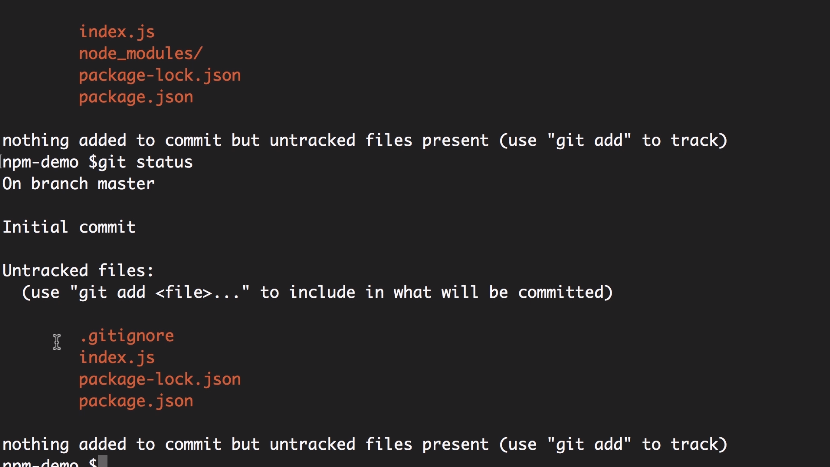 index.js
node_modules/
package-lock.json
package.json
nothing added to commit but untracked files present (use "git add" to track)
npm-demo $git status
On branch master
Initial commit
Untracked files:
(use "git add <file>..." to include in what will be committed)
.gitignore
index.js
package-lock.json
package.json
nothing added to commit but untracked files present (use "git add" to track)
npm-demo $